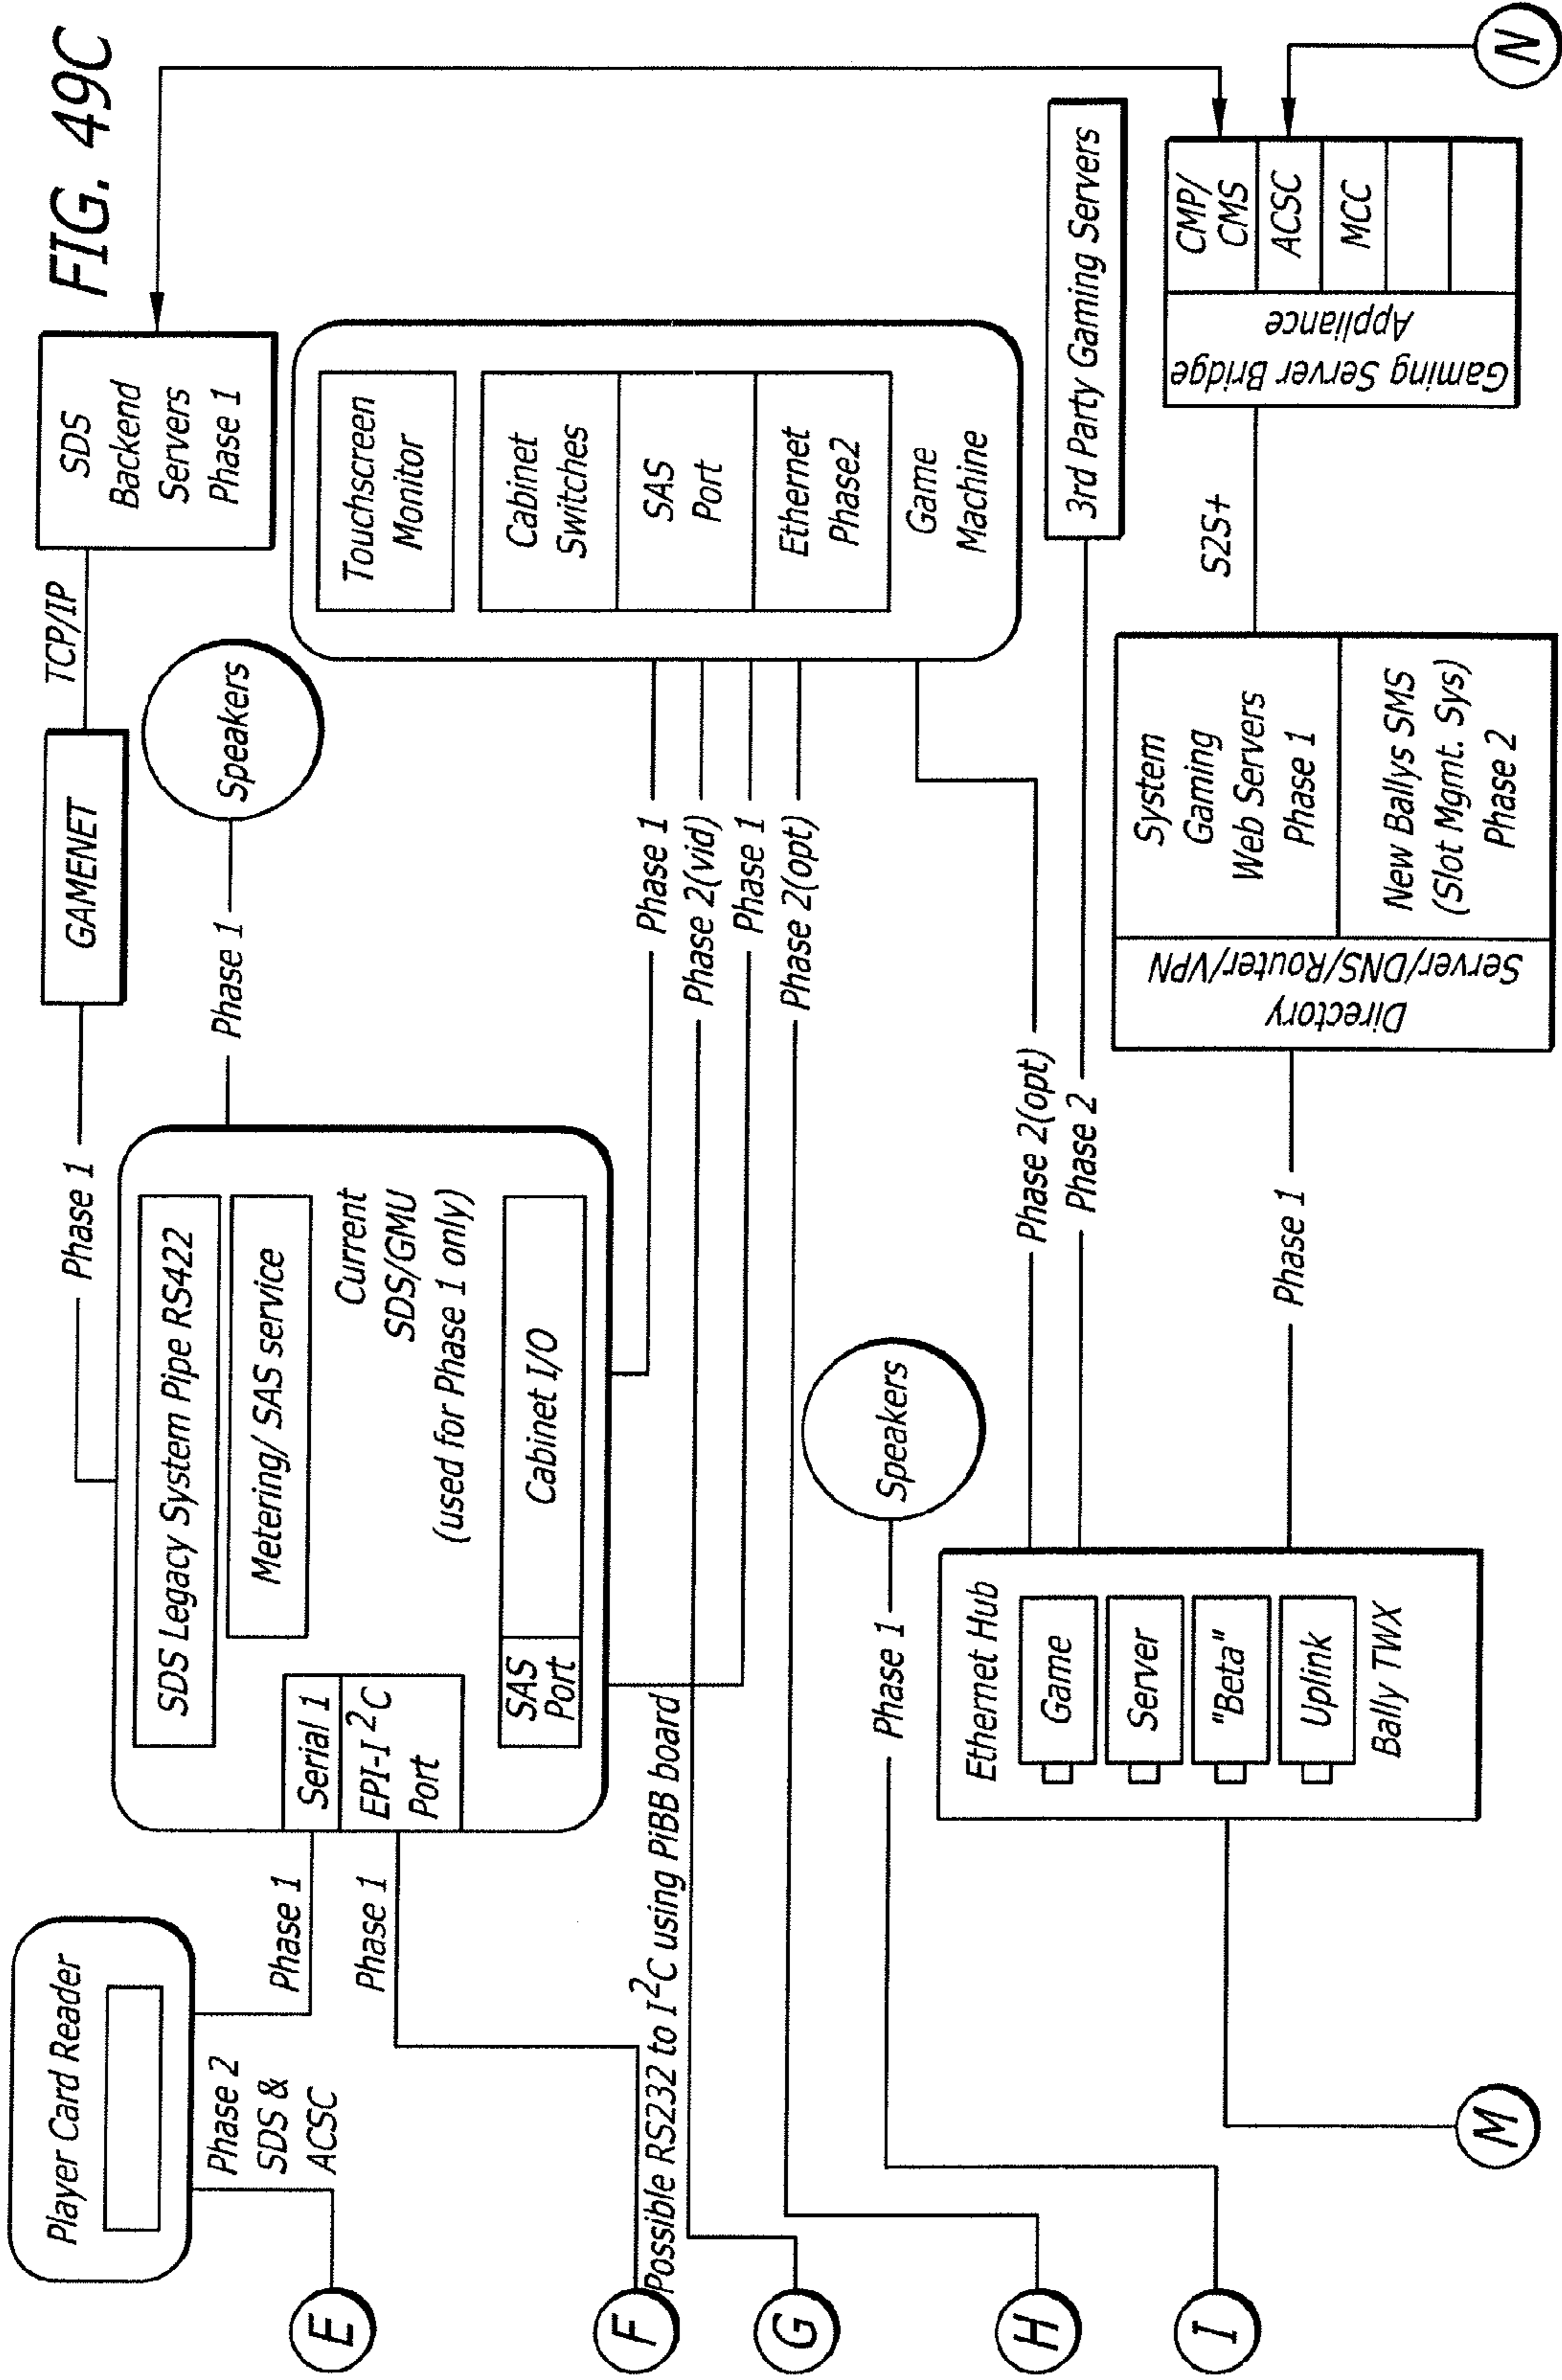 FIG. 49C
Player Card Reader
Phase 2
SDS &
ACSC
E
Phase 1
Phase 1
F
Serial 1
EPI-I²C
Port
SDS Legacy System Pipe RS422
Metering/ SAS service
Current
SDS/GMU
(used for Phase 1 only)
SAS
Port
Cabinet I/O
Phase 1
GAMENET
TCP/IP
SDS
Backend
Servers
Phase 1
Phase 1
Speakers
Touchscreen
Monitor
Cabinet
Switches
SAS
Port
Ethernet
Phase2
Game
Machine
Phase 1
Phase 2(vid)
Phase 1
Phase 2(opt)
Possible RS232 to I²C using PiBB board
G
H
I
Phase 1
Speakers
Phase 2(opt)
Phase 2
3rd Party Gaming Servers
Ethernet Hub
Game
Server
"Beta"
Uplink
Bally TWX
M
Phase 1
Directory
Server/DNS/Router/VPN
System
Gaming
Web Servers
Phase 1
New Ballys SMS
(Slot Mgmt. Sys)
Phase 2
S2S+
Gaming Server Bridge
Appliance
CMP/
CMS
ACSC
MCC
N